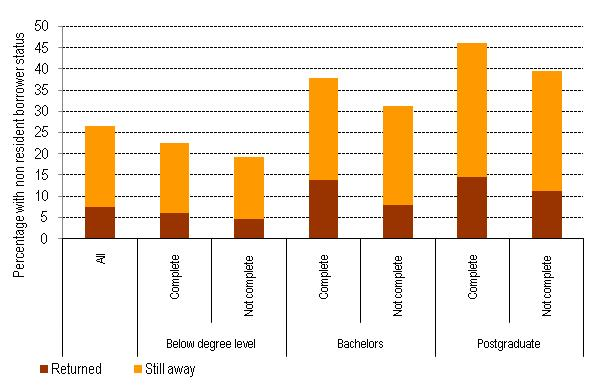 Percentage with non resident borrower status
50
45
40
35
30
25
20
15
10
5
0
All
Complete
Not complete
Complete
Not complete
Complete
Not complete
Below degree level
Bachelors
Postgraduate
Returned
Still away